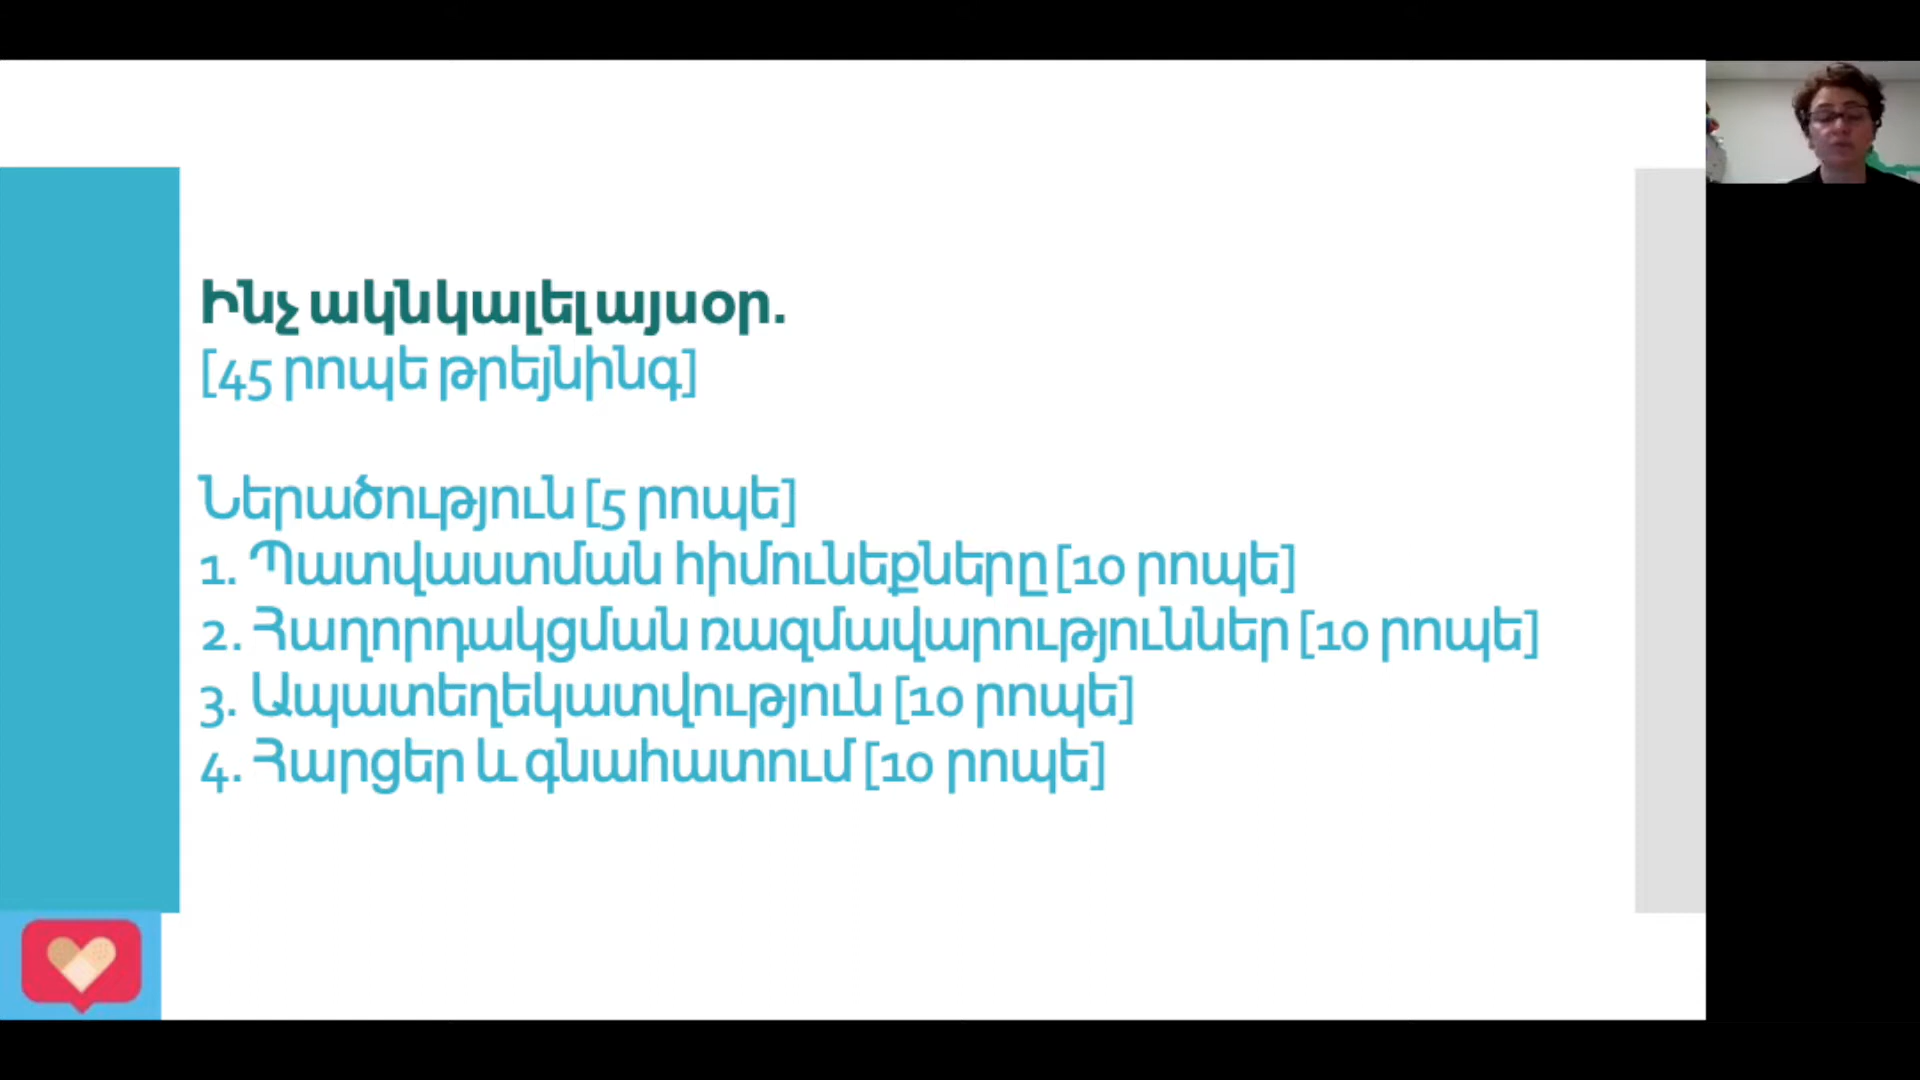 Ինչ ակնկալել այսօր.
[45 րոպե թրեյնինգ]
Ներածություն [5 րոպե]
1. Պատվաստման հիմունեքները [10 րոպե]
2. Հաղորդակցման ռազմավարություններ [10 րոպե]
3. Ապատեղեկատվություն [10 րոպե]
4. Հարցեր և գնահատում [10 րոպե]